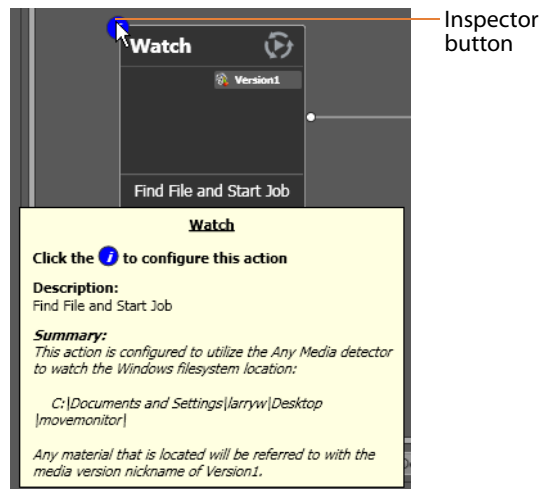 Inspector
button
Watch
Version1
Find File and Start Job
Watch
Click the i to configure this action
Description:
Find File and Start Job
Summary:
This action is configured to utilize the Any Media detector
to watch the Windows filesystem location:
C:|Documents and Settings|larryw|Desktop
|movemonitor|
Any material that is located will be referred to with the
media version nickname of Version1.